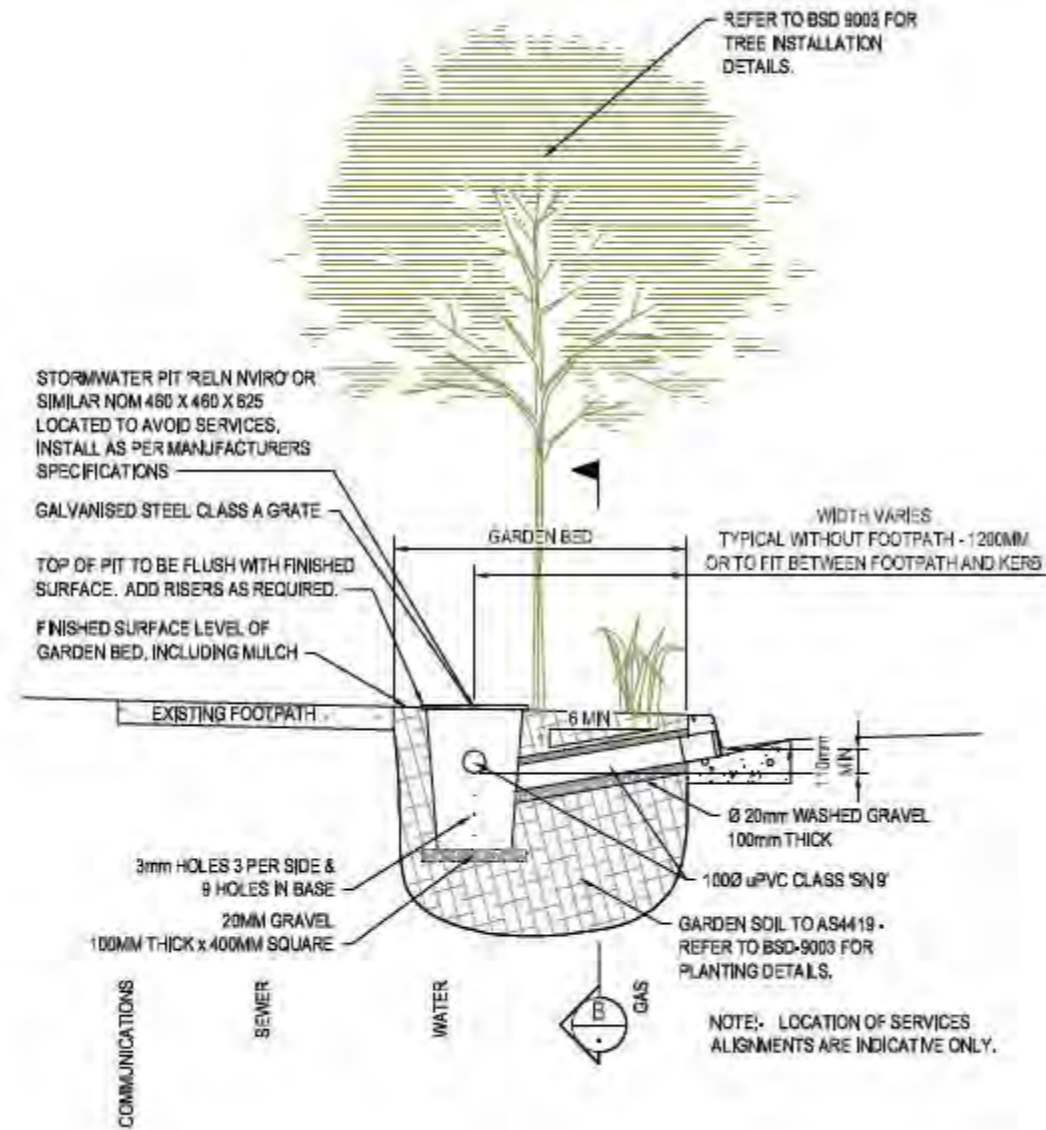 REFER TO BSD 9003 FOR
TREE INSTALLATION
DETAILS.
STORMWATER PIT 'RELN NVIRO' OR
SIMILAR NOM 460 X 460 X 625
LOCATED TO AVOID SERVICES,
INSTALL AS PER MANUFACTURERS
SPECIFICATIONS
GALVANISED STEEL CLASS A GRATE
TOP OF PIT TO BE FLUSH WITH FINISHED
SURFACE. ADD RISERS AS REQUIRED.
FINISHED SURFACE LEVEL OF
GARDEN BED, INCLUDING MULCH
GARDEN BED
WIDTH VARIES
TYPICAL WITHOUT FOOTPATH - 1200MM
OR TO FIT BETWEEN FOOTPATH AND KERB
EXISTING FOOTPATH
6 MIN
110mm
MIN
Ø 20mm WASHED GRAVEL
100mm THICK
100Ø uPVC CLASS 'SN9'
GARDEN SOIL TO AS4419 -
REFER TO BSD-9003 FOR
PLANTING DETAILS.
3mm HOLES 3 PER SIDE &
9 HOLES IN BASE
20MM GRAVEL
100MM THICK x 400MM SQUARE
COMMUNICATIONS
SEWER
WATER
B
-
GAS
NOTE:- LOCATION OF SERVICES
ALIGNMENTS ARE INDICATIVE ONLY.